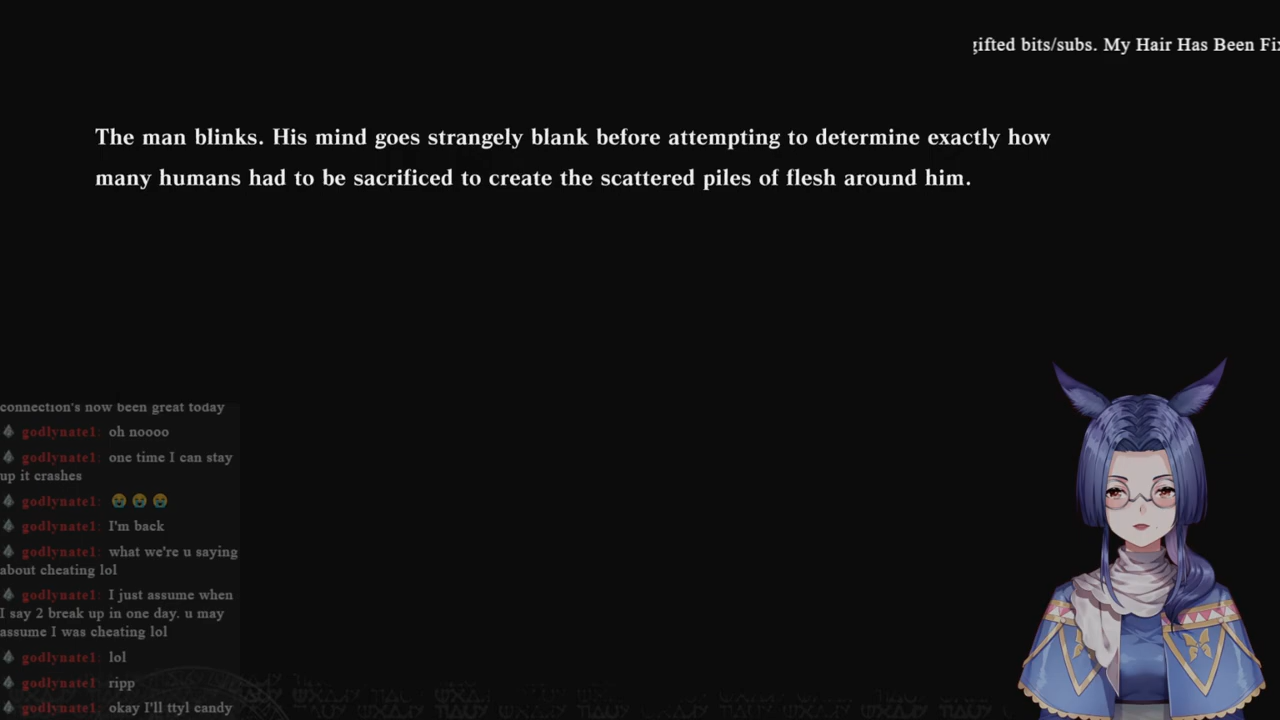 gifted bits/subs. My Hair Has Been Fix
The man blinks. His mind goes strangely blank before attempting to determine exactly how
many humans had to be sacrificed to create the scattered piles of flesh around him.
connection's now been great today
godlynate1: oh noooo
godlynate1: one time I can stay
up it crashes
godlynate1: 😭 😭 😭
godlynate1: I'm back
godlynate1: what we're u saying
about cheating lol
godlynate1: I just assume when
I say 2 break up in one day. u may
assume I was cheating lol
godlynate1: lol
godlynate1: ripp
godlynate1: okay I'll ttyl candy